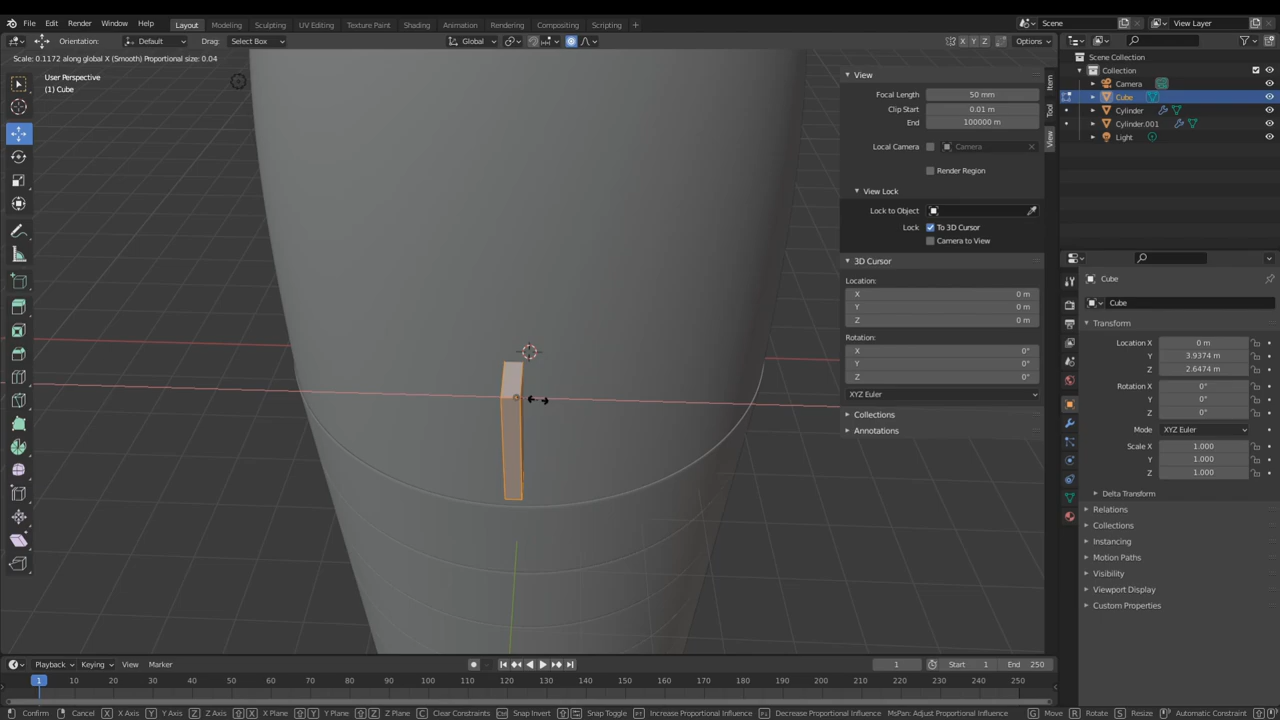 File Edit Render Window Help Layout Modeling Sculpting UV Editing Texture Paint Shading Animation Rendering Compositing Scripting + Scene View Layer
Orientation: Default Drag: Select Box Global X Y Z Options
Scale: 0.1172 along global X (Smooth) Proportional size: 0.04
User Perspective
(1) Cube
View
Focal Length 50 mm
Clip Start 0.01 m
End 100000 m
Local Camera Camera
Render Region
View Lock
Lock to Object
Lock To 3D Cursor
Camera to View
3D Cursor
Location:
X 0 m
Y 0 m
Z 0 m
Rotation:
X 0°
Y 0°
Z 0°
XYZ Euler
Collections
Annotations
Item
Tool
View
Scene Collection
Collection
Camera
Cube
Cylinder
Cylinder.001
Light
Cube
Cube
Transform
Location X 0 m
Y 3.9374 m
Z 2.6474 m
Rotation X 0°
Y 0°
Z 0°
Mode XYZ Euler
Scale X 1.000
Y 1.000
Z 1.000
Delta Transform
Relations
Collections
Instancing
Motion Paths
Visibility
Viewport Display
Custom Properties
Playback Keying View Marker 1 Start 1 End 250
1 10 20 30 40 50 60 70 80 90 100 110 120 130 140 150 160 170 180 190 200 210 220 230 240 250
Confirm Cancel X X Axis Y Y Axis Z Z Axis X X Plane Y Y Plane Z Z Plane C Clear Constraints Snap Invert Snap Toggle Increase Proportional Influence Decrease Proportional Influence MsPan: Adjust Proportional Influence G Move R Rotate S Resize Automatic Constraint Automatic Constraint Plane